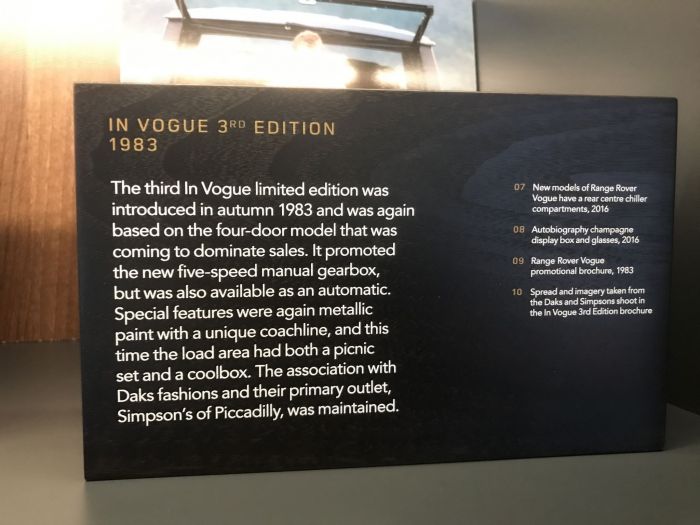 IN VOGUE 3RD EDITION
1983
The third In Vogue limited edition was
introduced in autumn 1983 and was again
based on the four-door model that was
coming to dominate sales. It promoted
the new five-speed manual gearbox,
but was also available as an automatic.
Special features were again metallic
paint with a unique coachline, and this
time the load area had both a picnic
set and a coolbox. The association with
Daks fashions and their primary outlet,
Simpson's of Piccadilly, was maintained.
07 New models of Range Rover
Vogue have a rear centre chiller
compartments, 2016
08 Autobiography champagne
display box and glasses, 2016
09 Range Rover Vogue
promotional brochure, 1983
10 Spread and imagery taken from
the Daks and Simpsons shoot in
the In Vogue 3rd Edition brochure